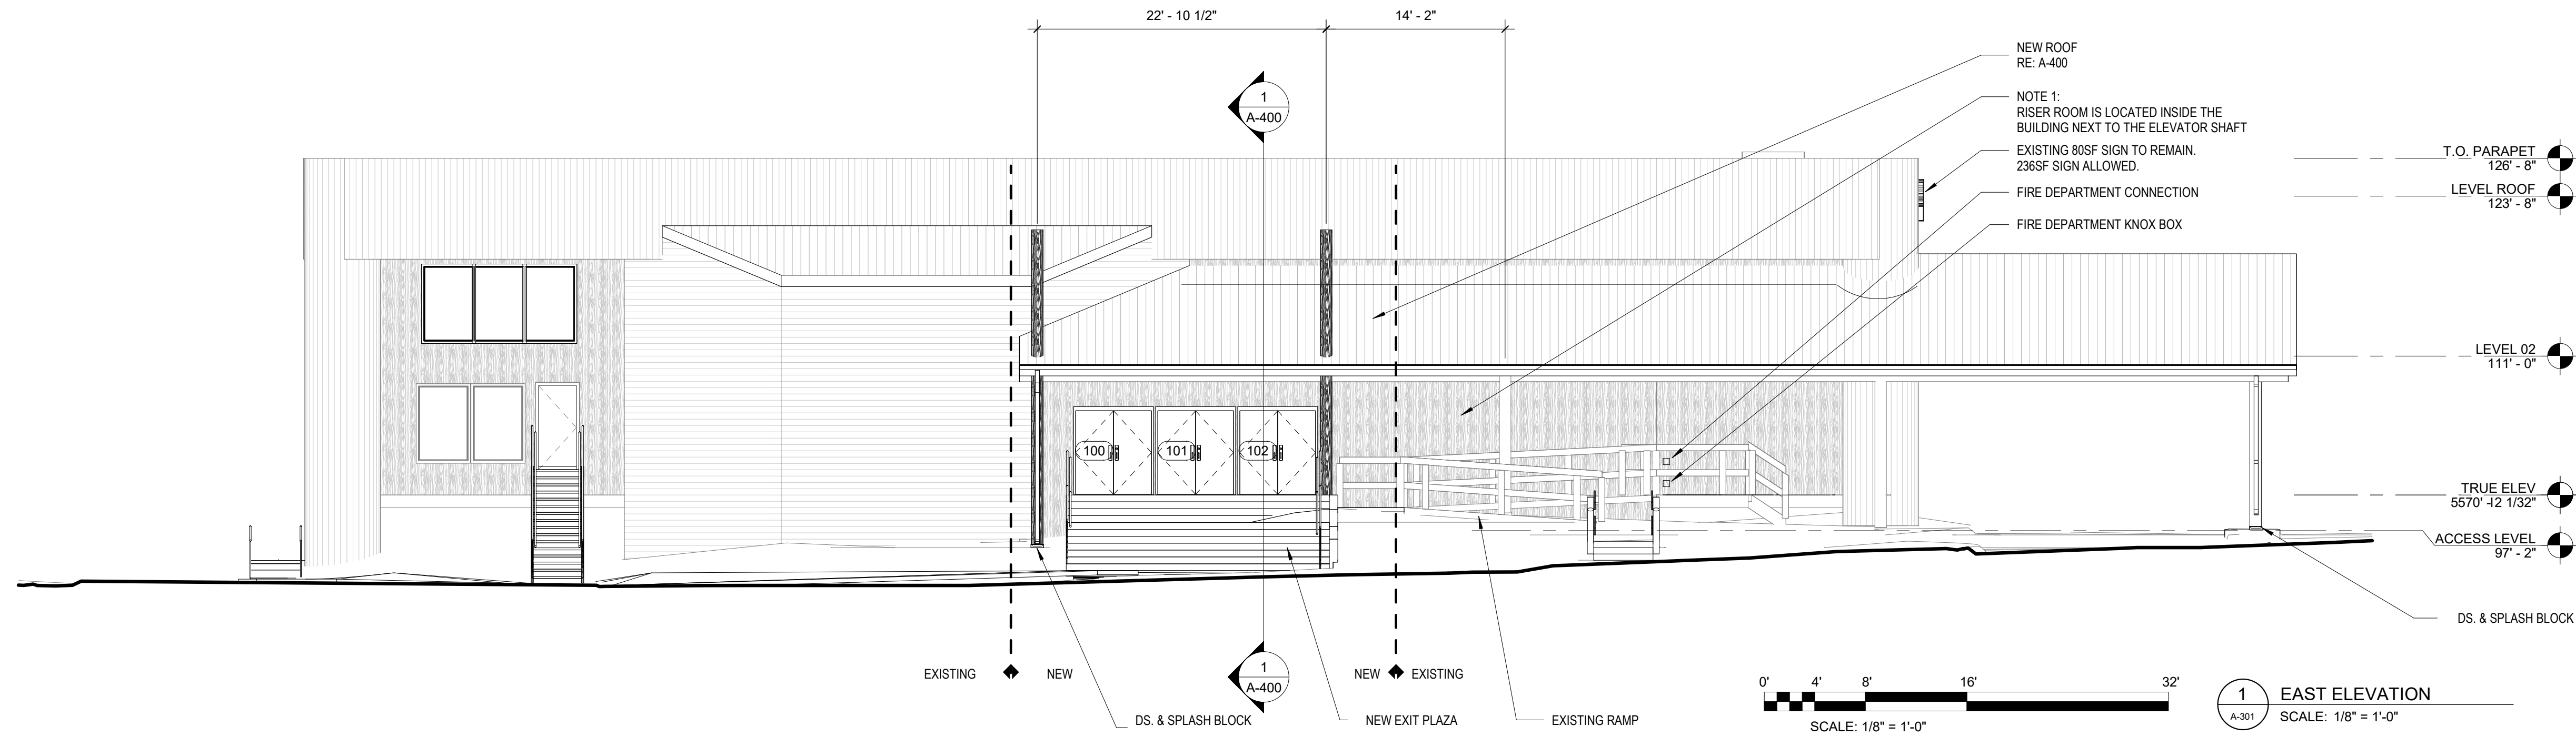 22' - 10 1/2"
14' - 2"
1
A-400
NEW ROOF
RE: A-400
NOTE 1:
RISER ROOM IS LOCATED INSIDE THE
BUILDING NEXT TO THE ELEVATOR SHAFT
EXISTING 80SF SIGN TO REMAIN.
236SF SIGN ALLOWED.
FIRE DEPARTMENT CONNECTION
FIRE DEPARTMENT KNOX BOX
T.O. PARAPET
126' - 8"
LEVEL ROOF
123' - 8"
LEVEL 02
111' - 0"
TRUE ELEV
ACCESS LEVEL
97' - 2"
100
101
102
DS. & SPLASH BLOCK
EXISTING
NEW
1
A-400
NEW
EXISTING
DS. & SPLASH BLOCK
NEW EXIT PLAZA
EXISTING RAMP
0'
4'
8'
16'
32'
SCALE: 1/8" = 1'-0"
1
A-301
EAST ELEVATION
SCALE: 1/8" = 1'-0"